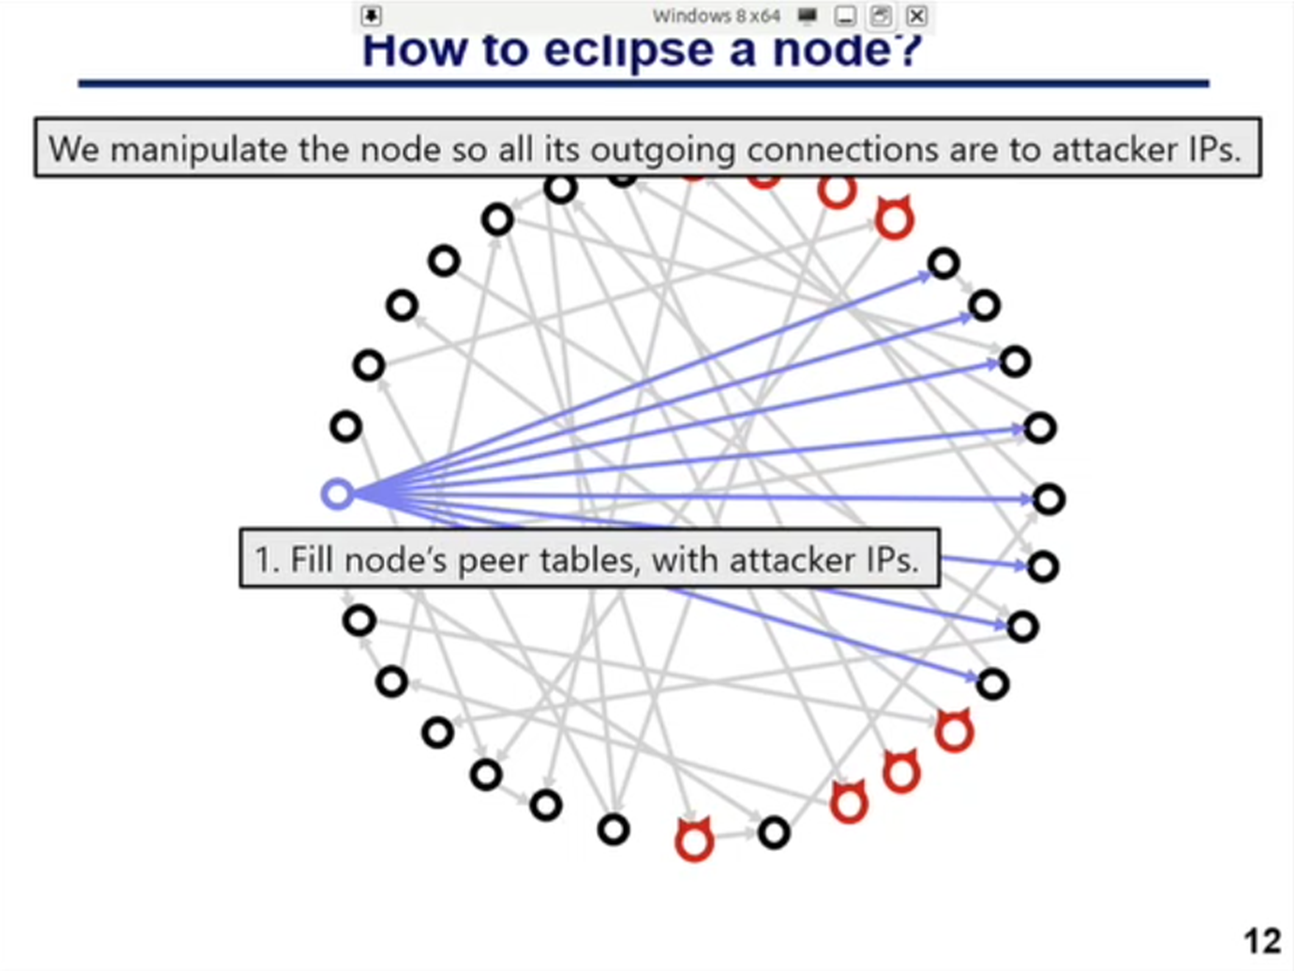 Windows 8 x64
How to eclipse a node?
We manipulate the node so all its outgoing connections are to attacker IPs.
1. Fill node's peer tables, with attacker IPs.
12